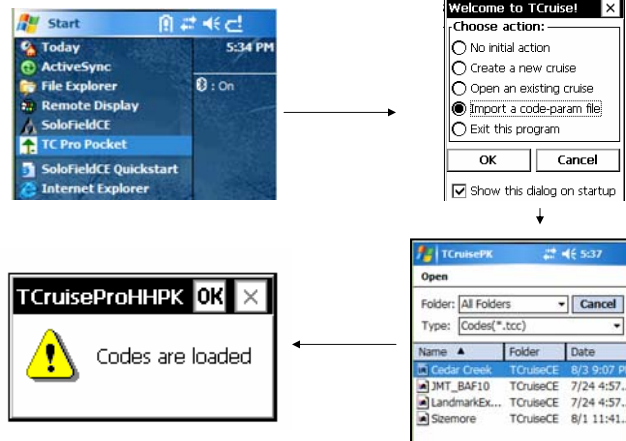 Start
Today
5:34 PM
ActiveSync
File Explorer
: On
Remote Display
SoloFieldCE
TC Pro Pocket
SoloFieldCE Quickstart
Internet Explorer
Welcome to TCruise!
Choose action:
No initial action
Create a new cruise
Open an existing cruise
Import a code-param file
Exit this program
OK Cancel
Show this dialog on startup
TCruisePK 5:37
Open
Folder: All Folders Cancel
Type: Codes(*.tcc)
Name Folder Date
Cedar Creek TCruiseCE 8/3 9:07 P
JMT_BAF10 TCruiseCE 7/24 4:57..
LandmarkEx... TCruiseCE 7/24 4:57..
Sizemore TCruiseCE 8/1 11:41..
TCruiseProHHPK OK
Codes are loaded